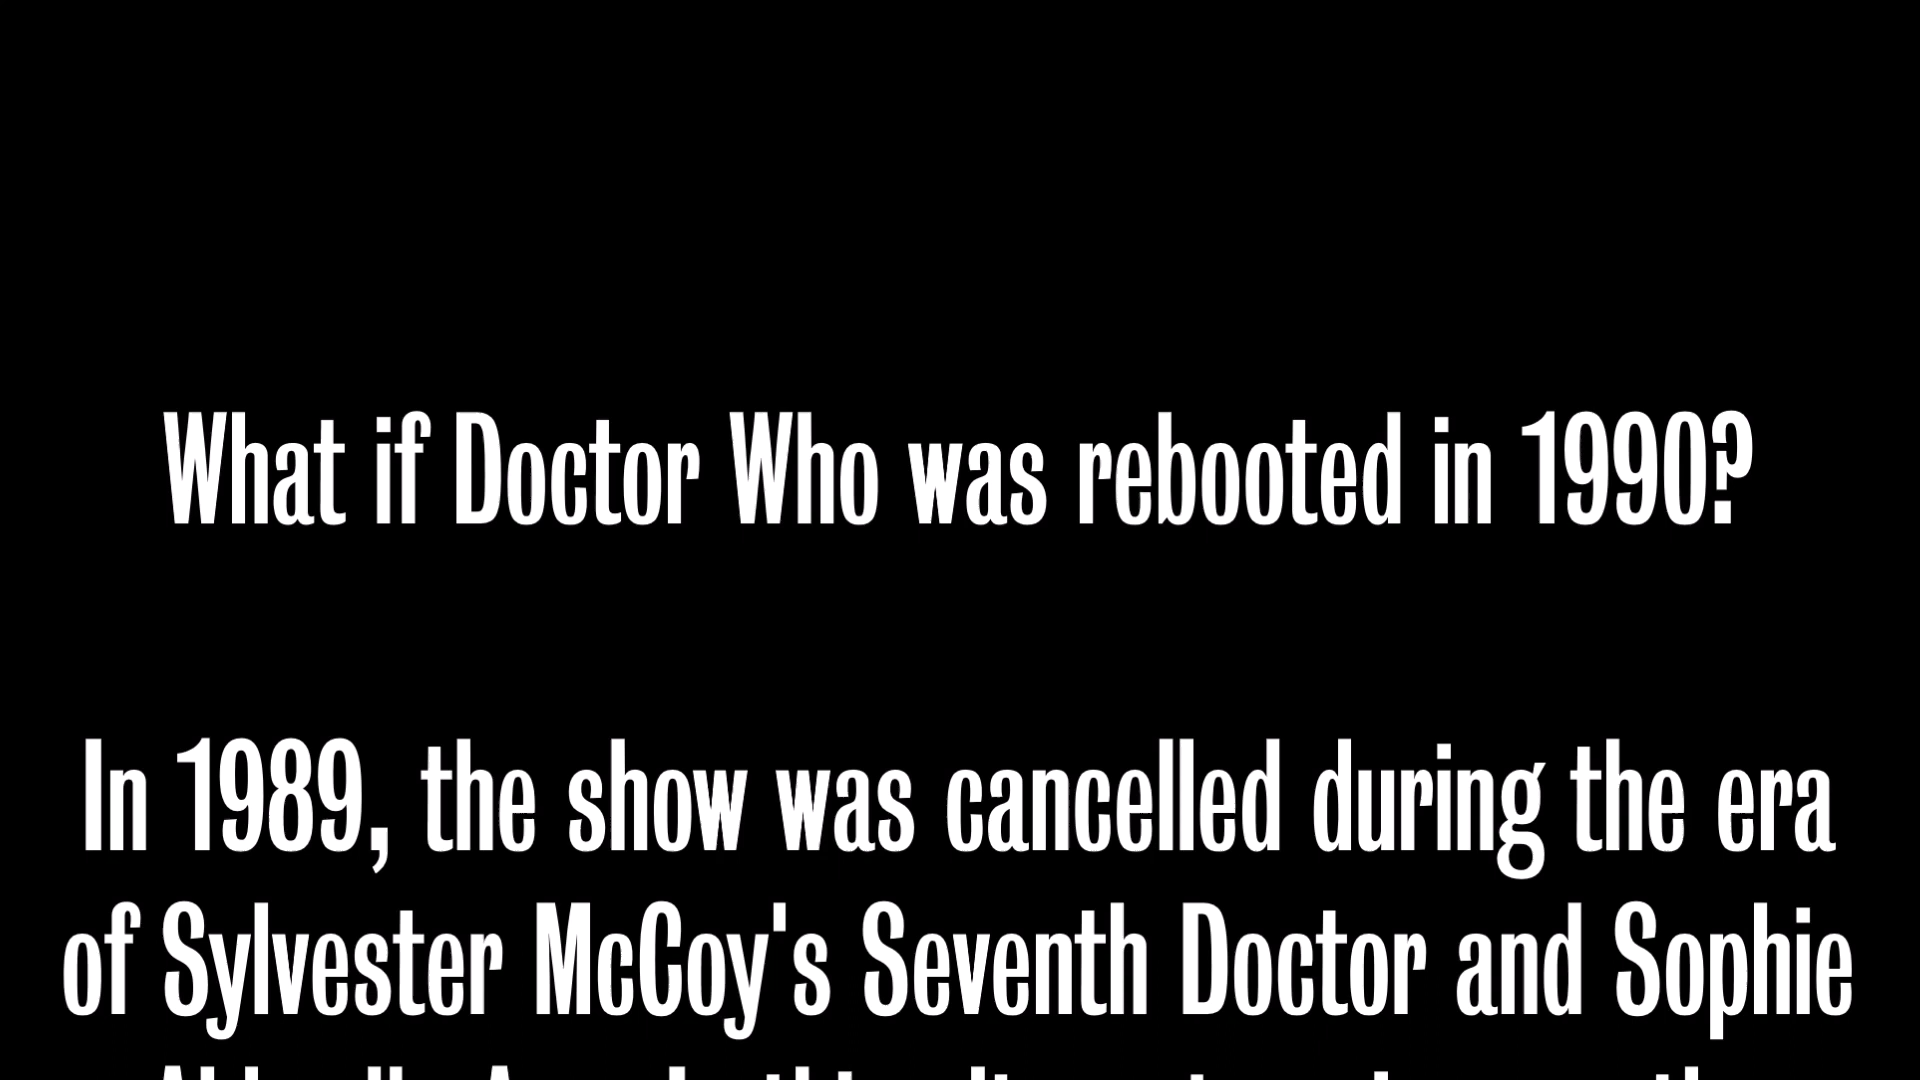 What if Doctor Who was rebooted in 1990?
In 1989, the show was cancelled during the era
of Sylvester McCoy's Seventh Doctor and Sophie